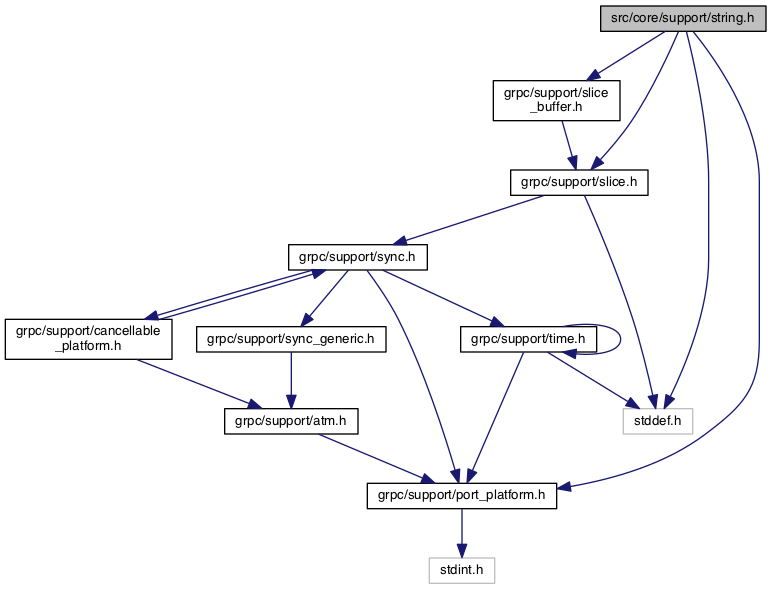 src/core/support/string.h
grpc/support/slice
_buffer.h
grpc/support/slice.h
grpc/support/sync.h
grpc/support/cancellable
_platform.h
grpc/support/sync_generic.h
grpc/support/time.h
grpc/support/atm.h
stddef.h
grpc/support/port_platform.h
stdint.h